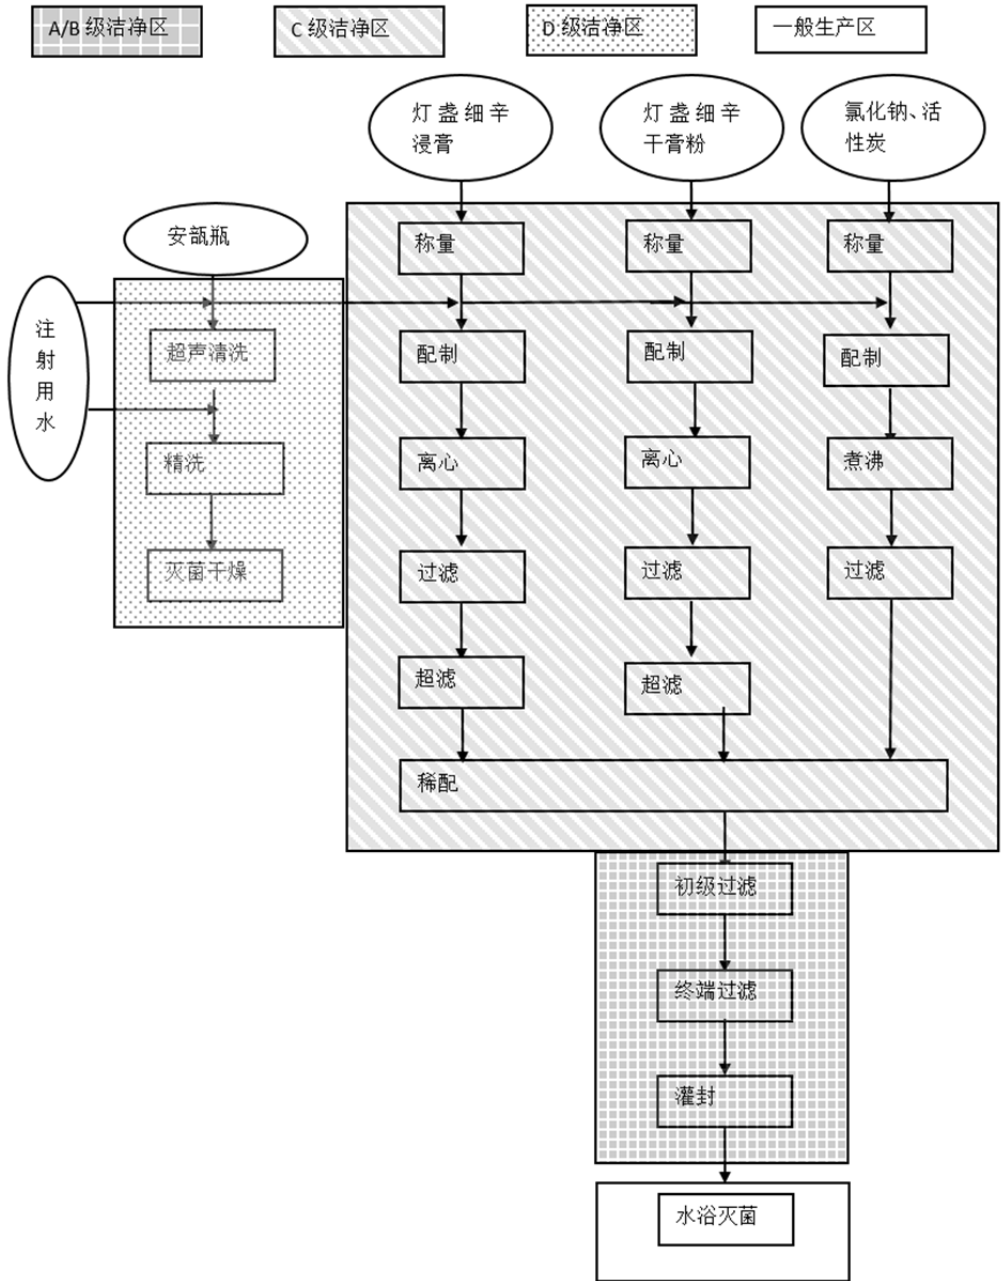 A/B 级洁净区
C 级洁净区
D 级洁净区
一般生产区
灯 盏 细 辛
浸膏
灯 盏 细 辛
干膏粉
氯化钠、活
性炭
安瓿瓶
注
射
用
水
称量
称量
称量
超声清洗
配制
配制
配制
精洗
离心
离心
煮沸
灭菌干燥
过滤
过滤
过滤
超滤
超滤
稀配
初级过滤
终端过滤
灌封
水浴灭菌